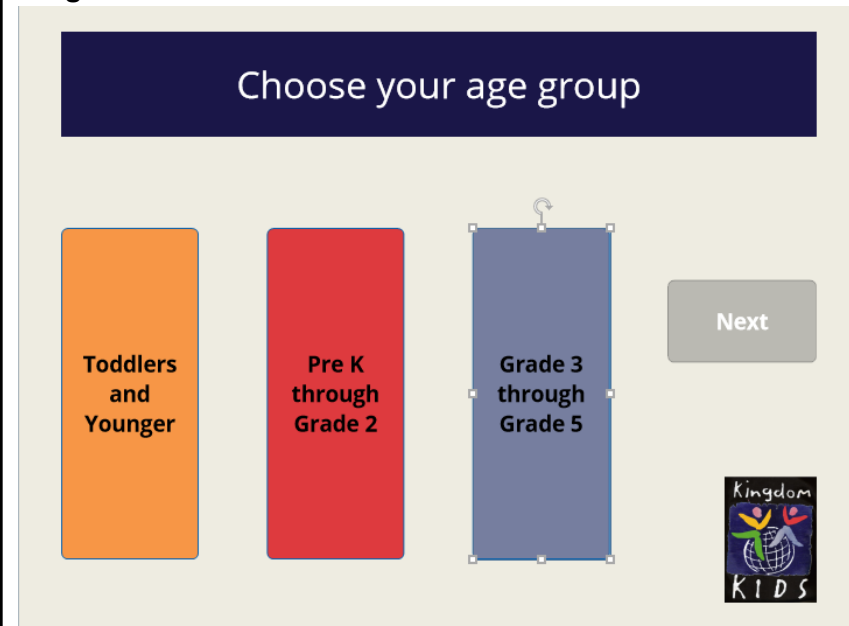 Choose your age group
Toddlers
and
Younger
Pre K
through
Grade 2
Grade 3
through
Grade 5
Next
Kingdom
KIDS